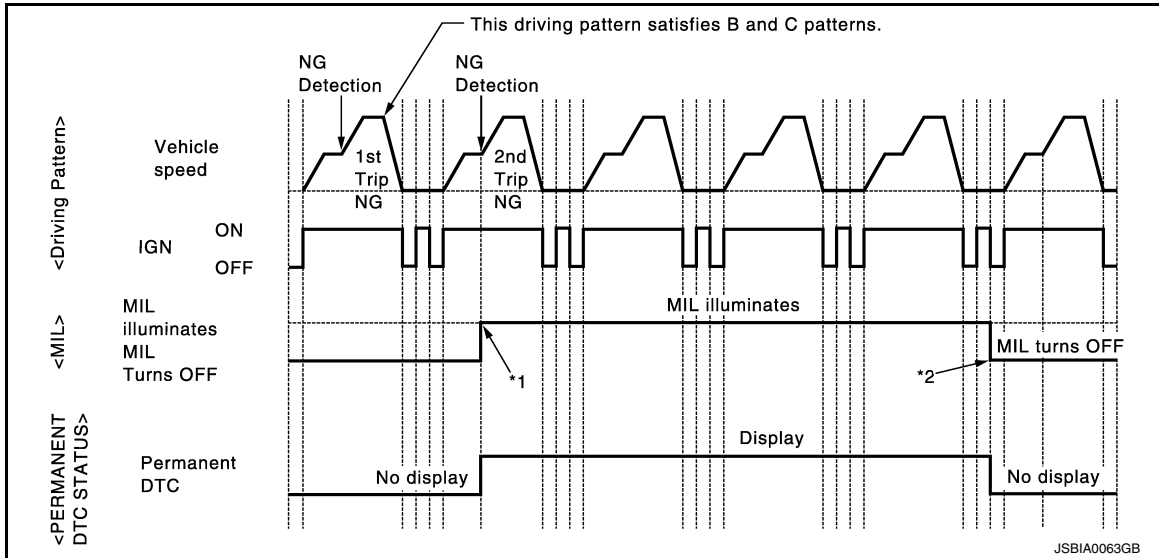 This driving pattern satisfies B and C patterns.
NG
Detection
NG
Detection
<Driving Pattern>
Vehicle
speed
1st
Trip
NG
2nd
Trip
NG
IGN
ON
OFF
<MIL>
MIL
illuminates
MIL
Turns OFF
MIL illuminates
*1
*2
MIL turns OFF
<PERMANENT
DTC STATUS>
Permanent
DTC
No display
Display
No display
JSBIA0063GB